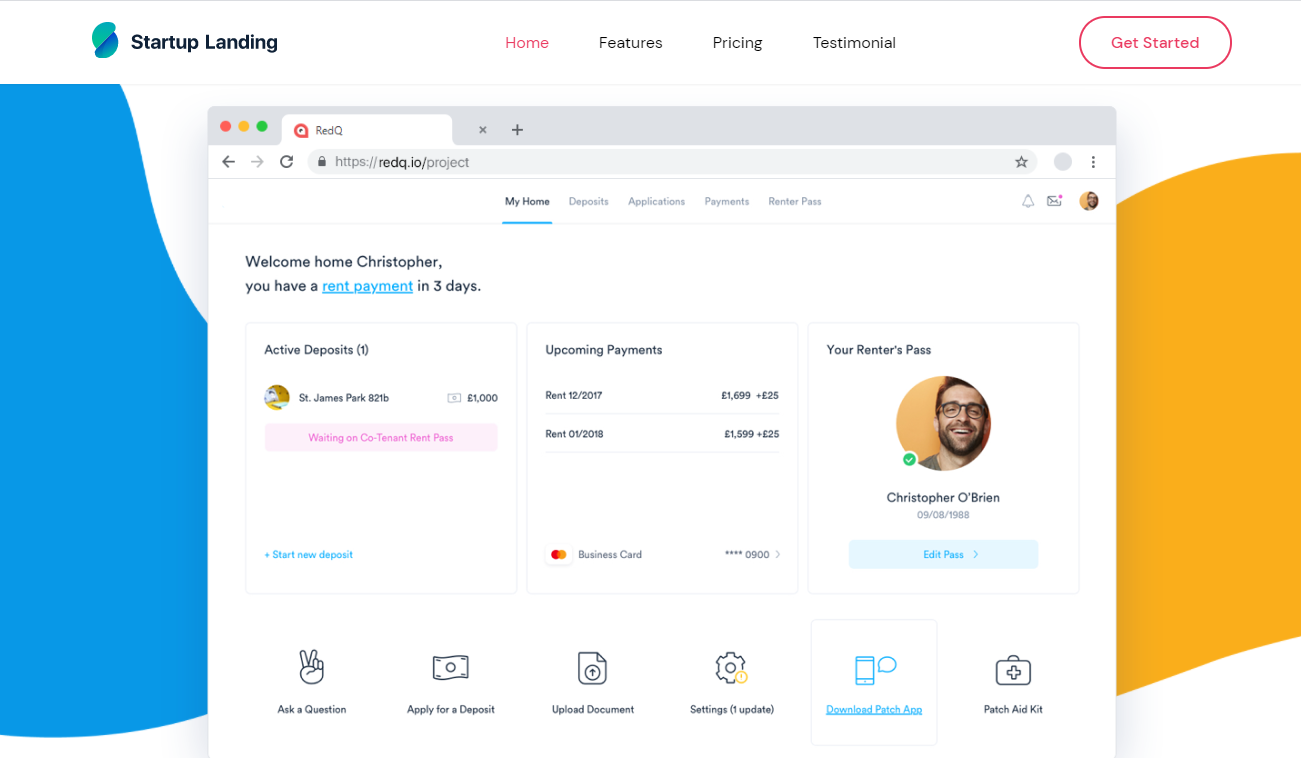 Startup Landing
Home Features Pricing Testimonial
Get Started
RedQ
https://redq.io/project
My Home Deposits Applications Payments Renter Pass
Welcome home Christopher,
you have a rent payment in 3 days.
Active Deposits (1)
St. James Park 821b £1,000
Waiting on Co-Tenant Rent Pass
+ Start new deposit
Upcoming Payments
Rent 12/2017 £1,699 +£25
Rent 01/2018 £1,599 +£25
Business Card **** 0900
Your Renter's Pass
Christopher O'Brien
09/08/1988
Edit Pass
Ask a Question
Apply for a Deposit
Upload Document
Settings (1 update)
Download Patch App
Patch Aid Kit